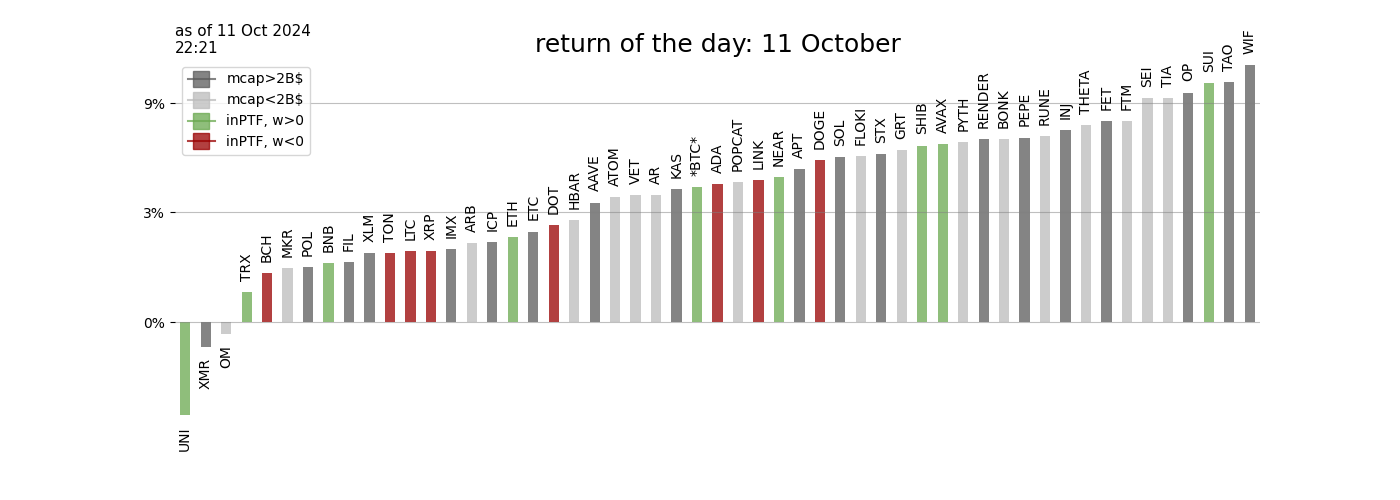 as of 11 Oct 2024
22:21
return of the day: 11 October
mcap>2B$
mcap<2B$
inPTF, w>0
inPTF, w<0
9%
3%
0%
UNI
XMR
OM
TRX
BCH
MKR
POL
BNB
FIL
XLM
TON
LTC
XRP
IMX
ARB
ICP
ETH
ETC
DOT
HBAR
AAVE
ATOM
VET
AR
KAS
*BTC*
ADA
POPCAT
LINK
NEAR
APT
DOGE
SOL
FLOKI
STX
GRT
SHIB
AVAX
PYTH
RENDER
BONK
PEPE
RUNE
INJ
THETA
FET
FTM
SEI
TIA
OP
SUI
TAO
WIF